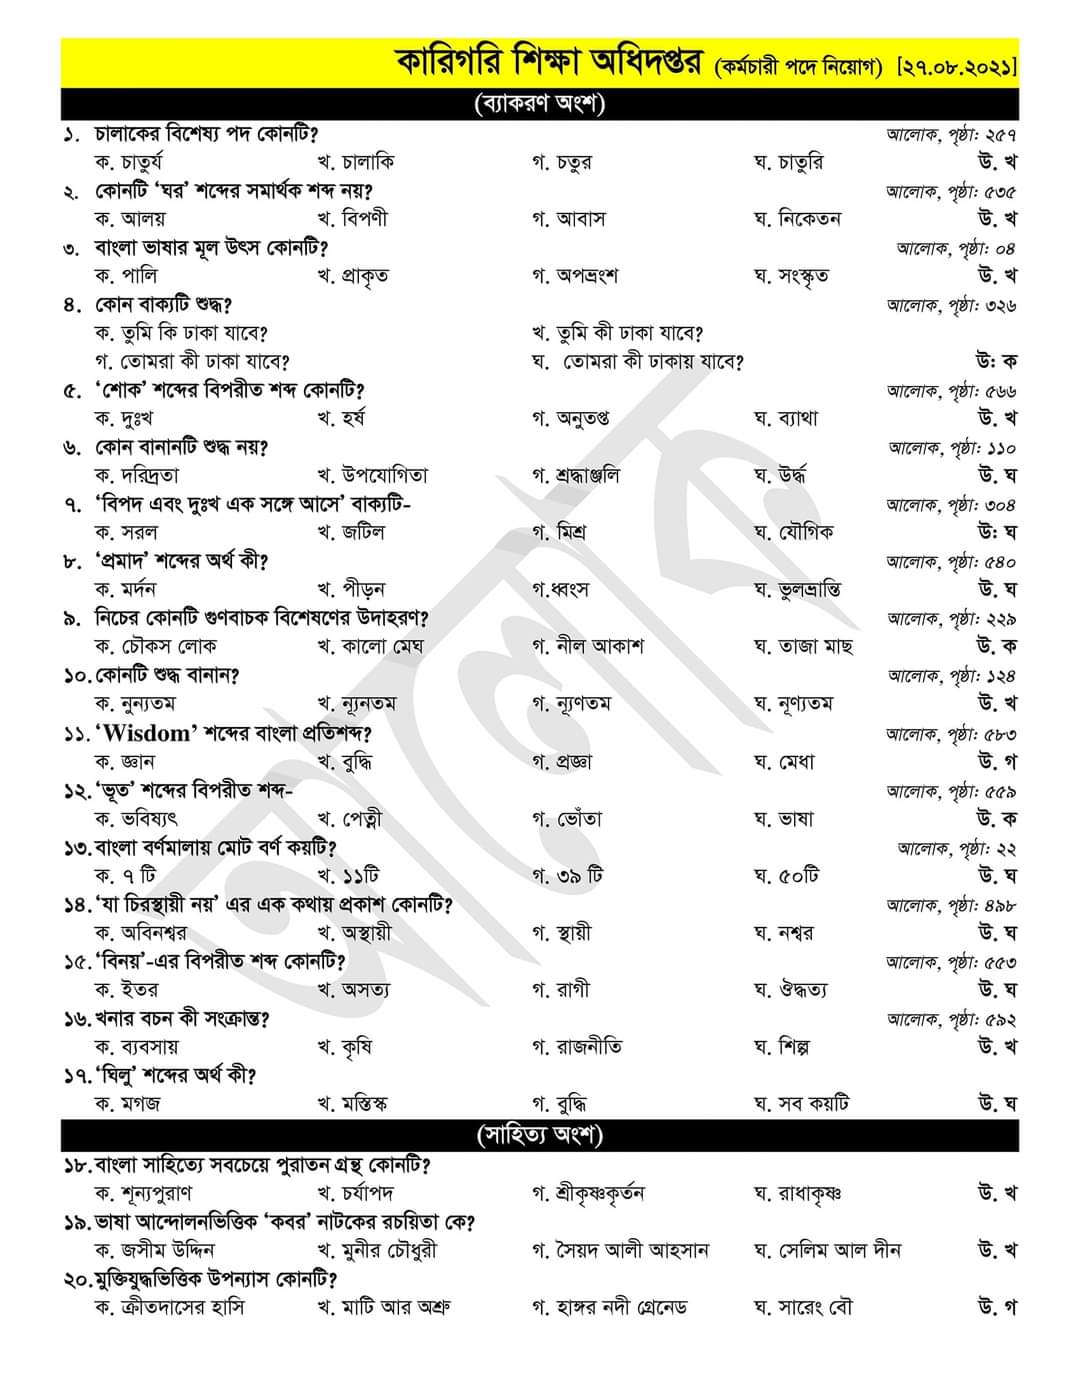 কারিগরি শিক্ষা অধিদপ্তর (কর্মচারী পদে নিয়োগ) [২৭.০৮.২০২১]
(ব্যাকরণ অংশ)
১. চালাকের বিশেষ্য পদ কোনটি? আলোক, পৃষ্ঠা: ২৫৭
ক. চাতুর্য খ. চালাকি গ. চতুর ঘ. চাতুরি উ. খ
২. কোনটি ‘ঘর’ শব্দের সমার্থক শব্দ নয়? আলোক, পৃষ্ঠা: ৫৩৫
ক. আলয় খ. বিপণী গ. আবাস ঘ. নিকেতন উ. খ
৩. বাংলা ভাষার মূল উৎস কোনটি? আলোক, পৃষ্ঠা: ০৪
ক. পালি খ. প্রাকৃত গ. অপভ্রংশ ঘ. সংস্কৃত উ. খ
৪. কোন বাক্যটি শুদ্ধ? আলোক, পৃষ্ঠা: ৩২৬
ক. তুমি কি ঢাকা যাবে? খ. তুমি কী ঢাকা যাবে?
গ. তোমরা কী ঢাকা যাবে? ঘ. তোমরা কী ঢাকায় যাবে? উ: ক
৫. ‘শোক’ শব্দের বিপরীত শব্দ কোনটি? আলোক, পৃষ্ঠা: ৫৬৬
ক. দুঃখ খ. হর্ষ গ. অনুতপ্ত ঘ. ব্যাথা উ. খ
৬. কোন বানানটি শুদ্ধ নয়? আলোক, পৃষ্ঠা: ১১০
ক. দরিদ্রতা খ. উপযোগিতা গ. শ্রদ্ধাঞ্জলি ঘ. উর্দ্ধ উ. ঘ
৭. ‘বিপদ এবং দুঃখ এক সঙ্গে আসে’ বাক্যটি- আলোক, পৃষ্ঠা: ৩০৪
ক. সরল খ. জটিল গ. মিশ্র ঘ. যৌগিক উ: ঘ
৮. ‘প্রমাদ’ শব্দের অর্থ কী? আলোক, পৃষ্ঠা: ৫৪০
ক. মর্দন খ. পীড়ন গ.ধ্বংস ঘ. ভুলভ্রান্তি উ. ঘ
৯. নিচের কোনটি গুণবাচক বিশেষণের উদাহরণ? আলোক, পৃষ্ঠা: ২২৯
ক. চৌকস লোক খ. কালো মেঘ গ. নীল আকাশ ঘ. তাজা মাছ উ. ক
১০. কোনটি শুদ্ধ বানান? আলোক, পৃষ্ঠা: ১২৪
ক. নুন্যতম খ. ন্যূনতম গ. ন্যূণতম ঘ. নূণ্যতম উ. খ
১১. ‘Wisdom’ শব্দের বাংলা প্রতিশব্দ? আলোক, পৃষ্ঠা: ৫৮৩
ক. জ্ঞান খ. বুদ্ধি গ. প্রজ্ঞা ঘ. মেধা উ. গ
১২. ‘ভূত’ শব্দের বিপরীত শব্দ- আলোক, পৃষ্ঠা: ৫৫৯
ক. ভবিষ্যৎ খ. পেত্নী গ. ভোঁতা ঘ. ভাষা উ. ক
১৩. বাংলা বর্ণমালায় মোট বর্ণ কয়টি? আলোক, পৃষ্ঠা: ২২
ক. ৭ টি খ. ১১টি গ. ৩৯ টি ঘ. ৫০টি উ. ঘ
১৪. ‘যা চিরস্থায়ী নয়’ এর এক কথায় প্রকাশ কোনটি? আলোক, পৃষ্ঠা: ৪৯৮
ক. অবিনশ্বর খ. অস্থায়ী গ. স্থায়ী ঘ. নশ্বর উ. ঘ
১৫. ‘বিনয়’-এর বিপরীত শব্দ কোনটি? আলোক, পৃষ্ঠা: ৫৫৩
ক. ইতর খ. অসত্য গ. রাগী ঘ. ঔদ্ধত্য উ. ঘ
১৬. খনার বচন কী সংক্রান্ত? আলোক, পৃষ্ঠা: ৫৯২
ক. ব্যবসায় খ. কৃষি গ. রাজনীতি ঘ. শিল্প উ. খ
১৭. ‘ঘিলু’ শব্দের অর্থ কী?
ক. মগজ খ. মস্তিস্ক গ. বুদ্ধি ঘ. সব কয়টি উ. ঘ
(সাহিত্য অংশ)
১৮. বাংলা সাহিত্যে সবচেয়ে পুরাতন গ্রন্থ কোনটি?
ক. শূন্যপুরাণ খ. চর্যাপদ গ. শ্রীকৃষ্ণকৃর্তন ঘ. রাধাকৃষ্ণ উ. খ
১৯. ভাষা আন্দোলনভিত্তিক ‘কবর’ নাটকের রচয়িতা কে?
ক. জসীম উদ্দিন খ. মুনীর চৌধুরী গ. সৈয়দ আলী আহসান ঘ. সেলিম আল দীন উ. খ
২০. মুক্তিযুদ্ধভিত্তিক উপন্যাস কোনটি?
ক. ক্রীতদাসের হাসি খ. মাটি আর অশ্রু গ. হাঙ্গর নদী গ্রেনেড ঘ. সারেং বৌ উ. গ
আলোক